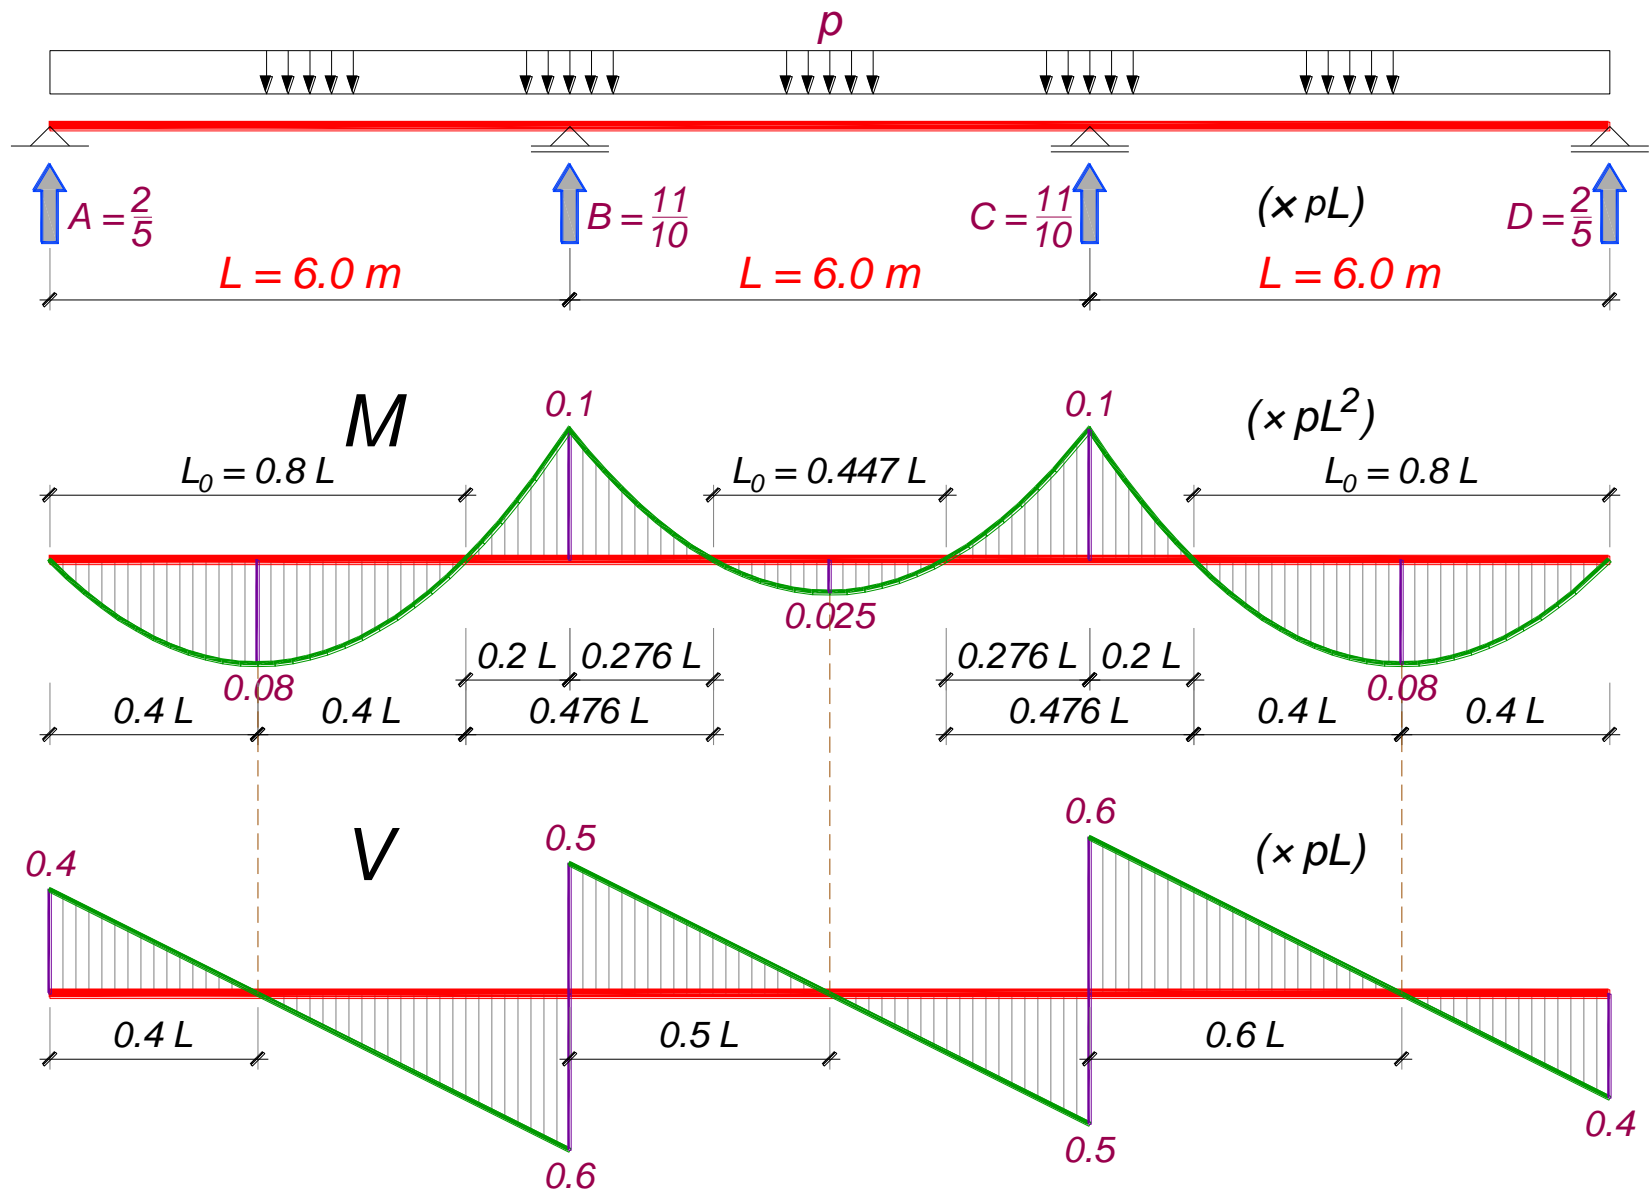 p
A = 2/5
B = 11/10
C = 11/10
(× pL)
D = 2/5
L = 6.0 m
L = 6.0 m
L = 6.0 m
M
0.1
0.1
(× pL²)
L₀ = 0.8 L
L₀ = 0.447 L
L₀ = 0.8 L
0.025
0.2 L
0.276 L
0.276 L
0.2 L
0.08
0.08
0.4 L
0.4 L
0.476 L
0.476 L
0.4 L
0.4 L
V
0.4
0.5
0.6
(× pL)
0.4 L
0.5 L
0.6 L
0.6
0.5
0.4